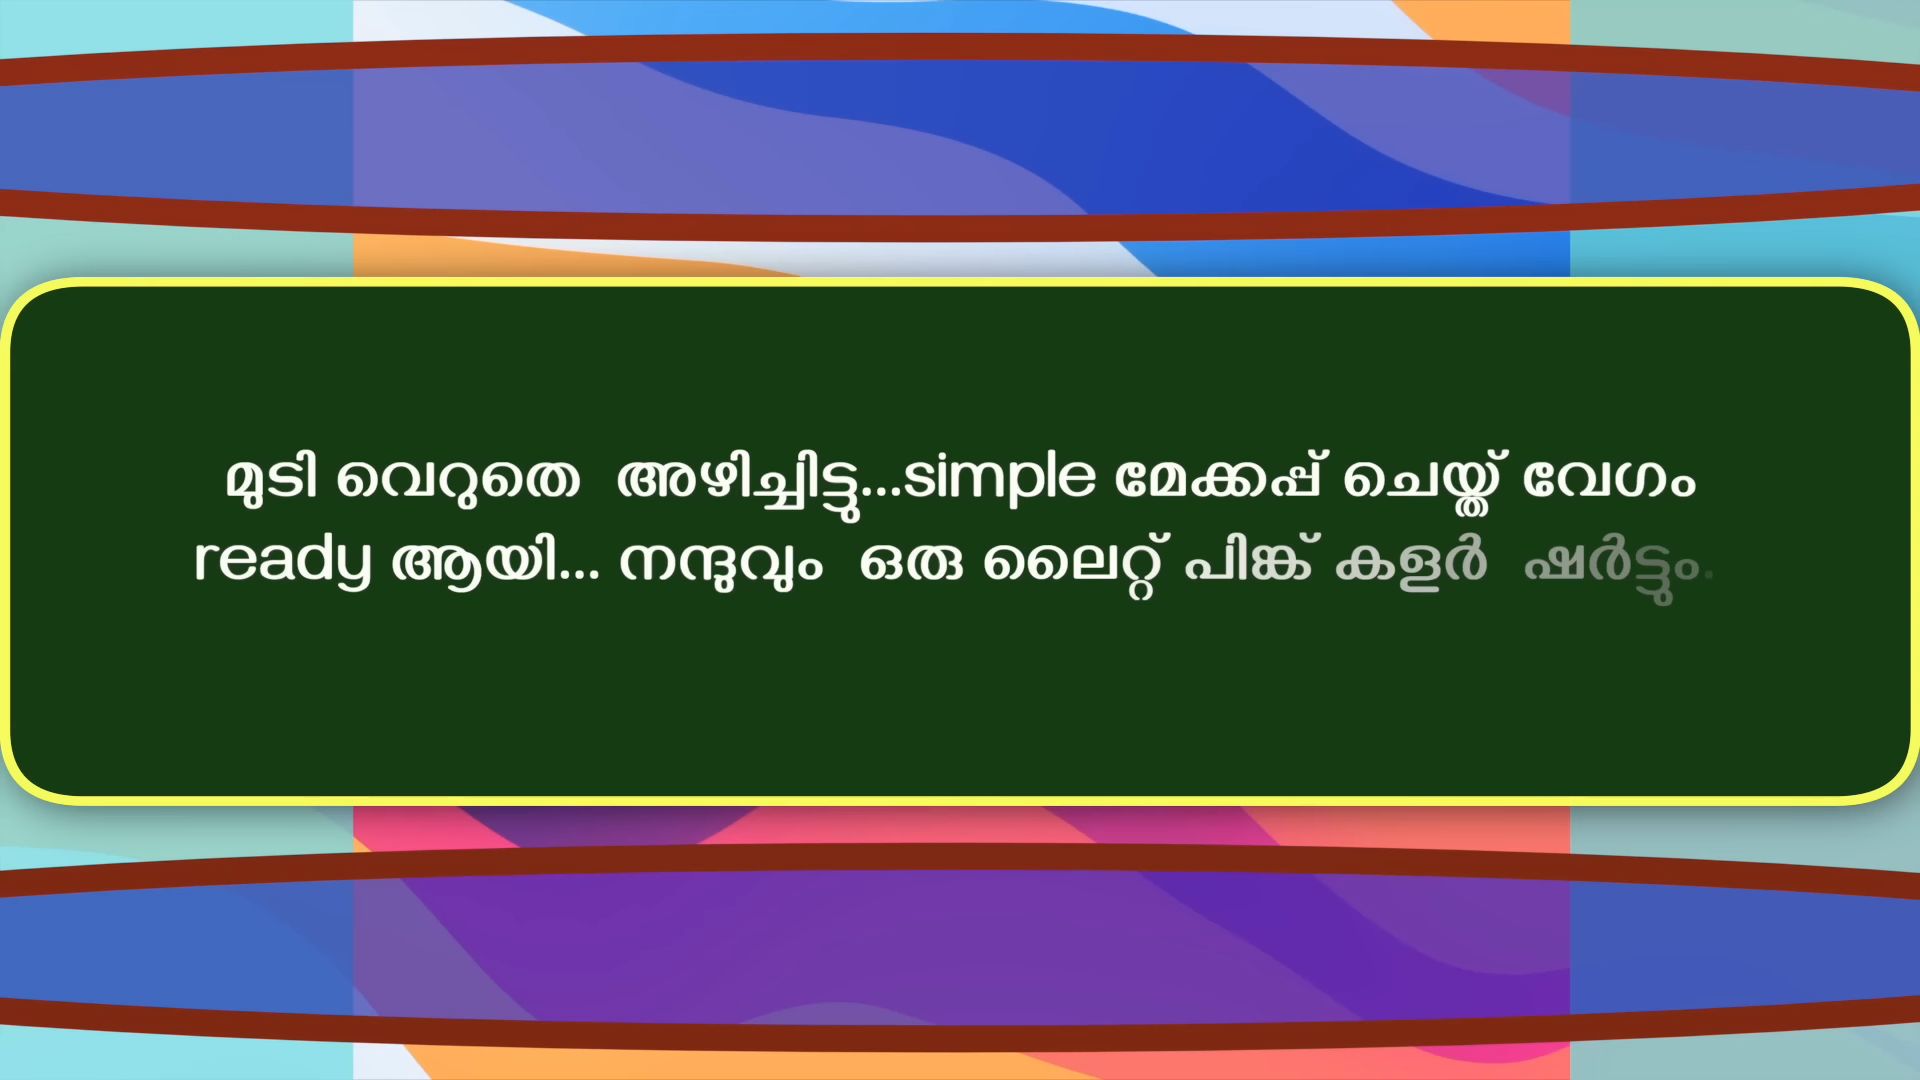 മുടി വെറുതെ  അഴിച്ചിട്ടു...simple മേക്കപ്പ് ചെയ്ത് വേഗം
ready ആയി... നന്ദുവും  ഒരു ലൈറ്റ് പിങ്ക് കളർ  ഷർട്ടും.